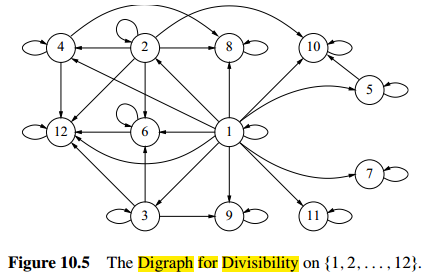 4 2 8 10
5
12 6 1
7
3 9 11
Figure 10.5 The Digraph for Divisibility on {1, 2, . . . , 12}.